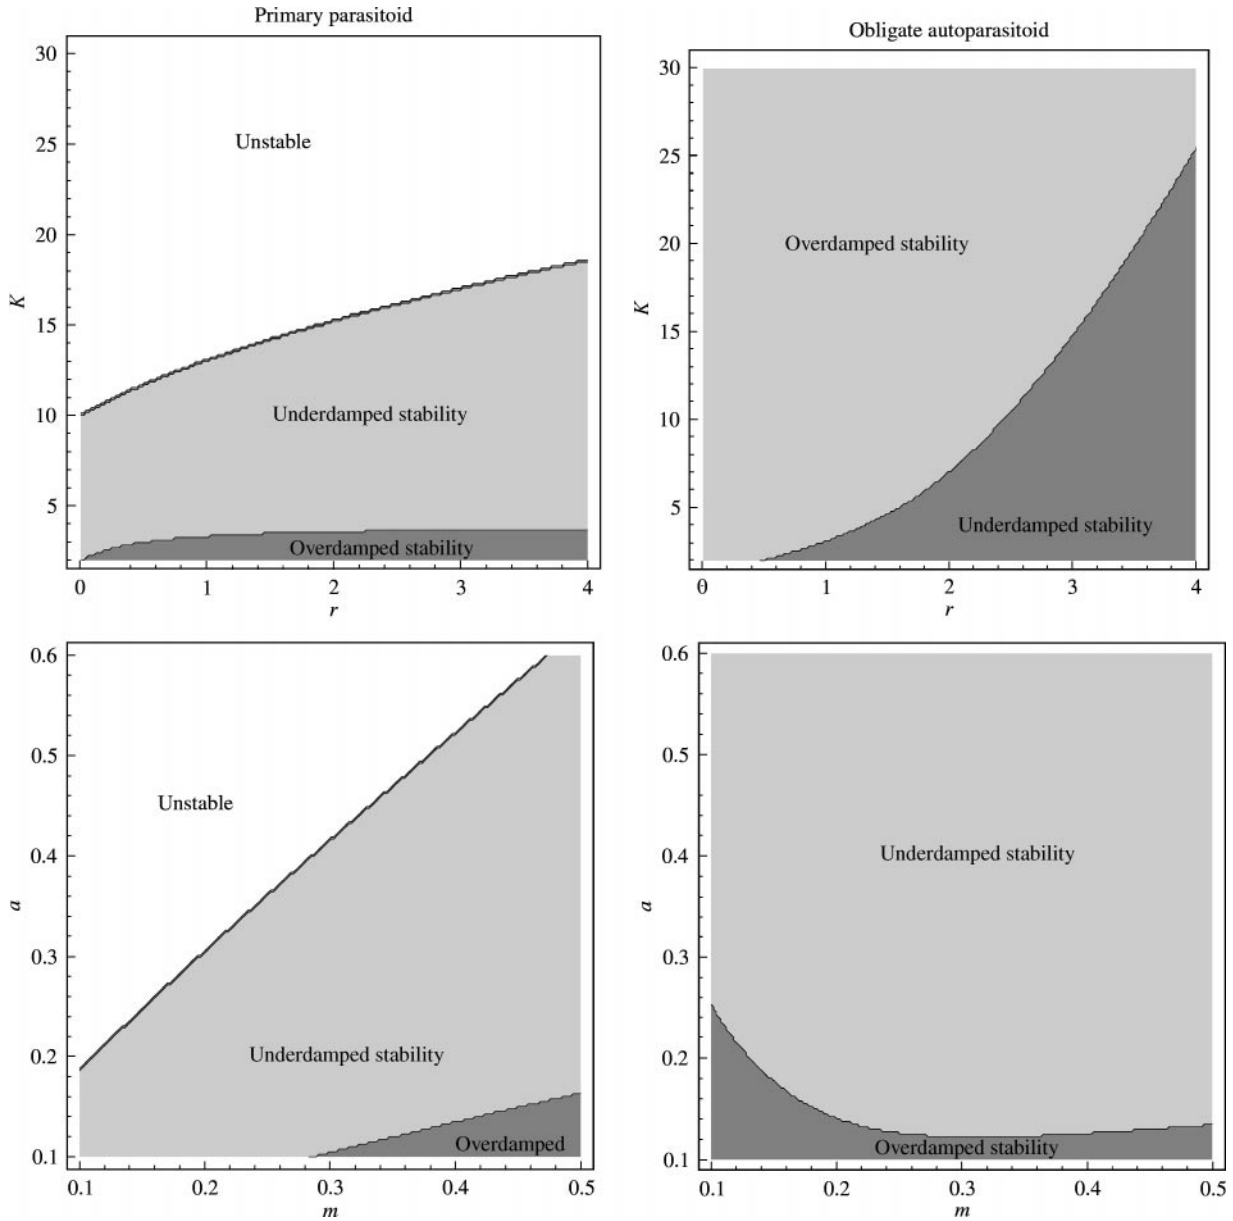 Primary parasitoid
30
25
20
15
10
5
K
Unstable
Underdamped stability
Overdamped stability
0 1 2 3 4
r
Obligate autoparasitoid
30
25
20
15
10
5
K
Overdamped stability
Underdamped stability
0 1 2 3 4
r
0.6
0.5
0.4
0.3
0.2
0.1
a
Unstable
Underdamped stability
Overdamped
0.1 0.2 0.3 0.4 0.5
m
0.6
0.5
0.4
0.3
0.2
0.1
a
Underdamped stability
Overdamped stability
0.1 0.2 0.3 0.4 0.5
m